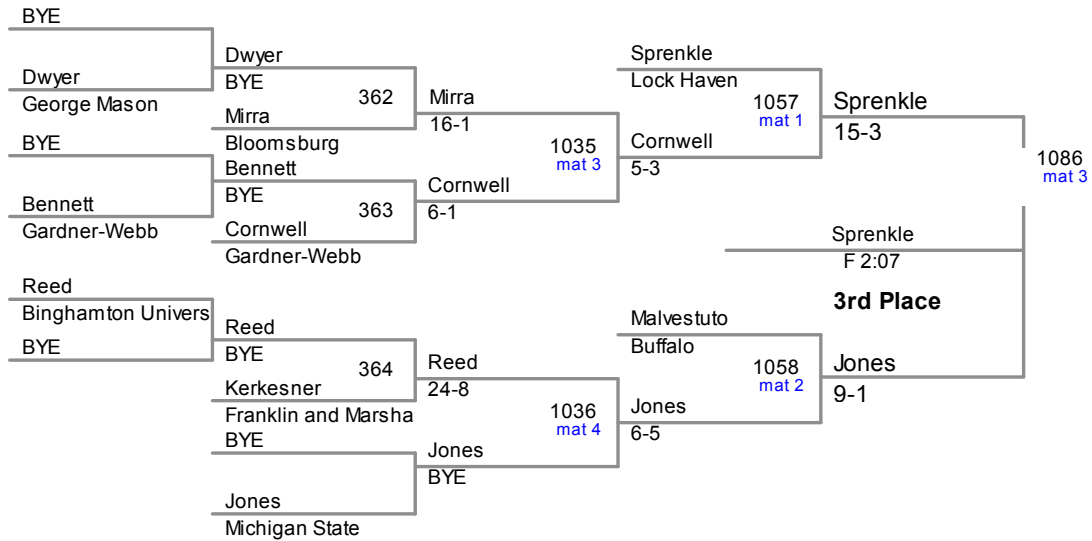 BYE
Dwyer
George Mason
BYE
Bennett
Gardner-Webb
Reed
Binghamton Univers
BYE
Dwyer
BYE
362
Mirra
Bloomsburg
Bennett
BYE
363
Cornwell
Gardner-Webb
Reed
BYE
364
Kerkesner
Franklin and Marsha
BYE
Jones
Michigan State
Mirra
16-1
1035
mat 3
Cornwell
6-1
Reed
24-8
1036
mat 4
Jones
BYE
Sprenkle
Lock Haven
1057
mat 1
Cornwell
5-3
Malvestuto
Buffalo
1058
mat 2
Jones
6-5
Sprenkle
15-3
1086
mat 3
Sprenkle
F 2:07
3rd Place
Jones
9-1